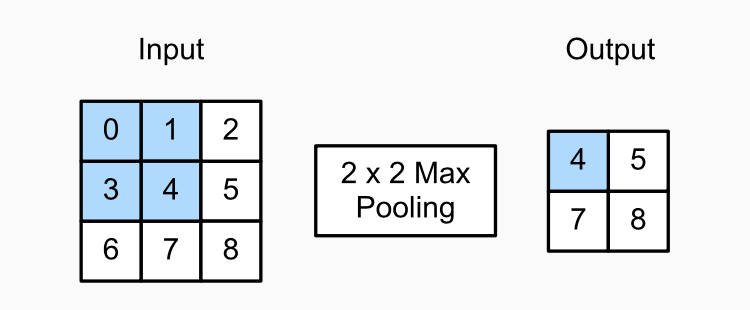 Input
Output
0 1 2
3 4 5
6 7 8
2 x 2 Max
Pooling
4 5
7 8